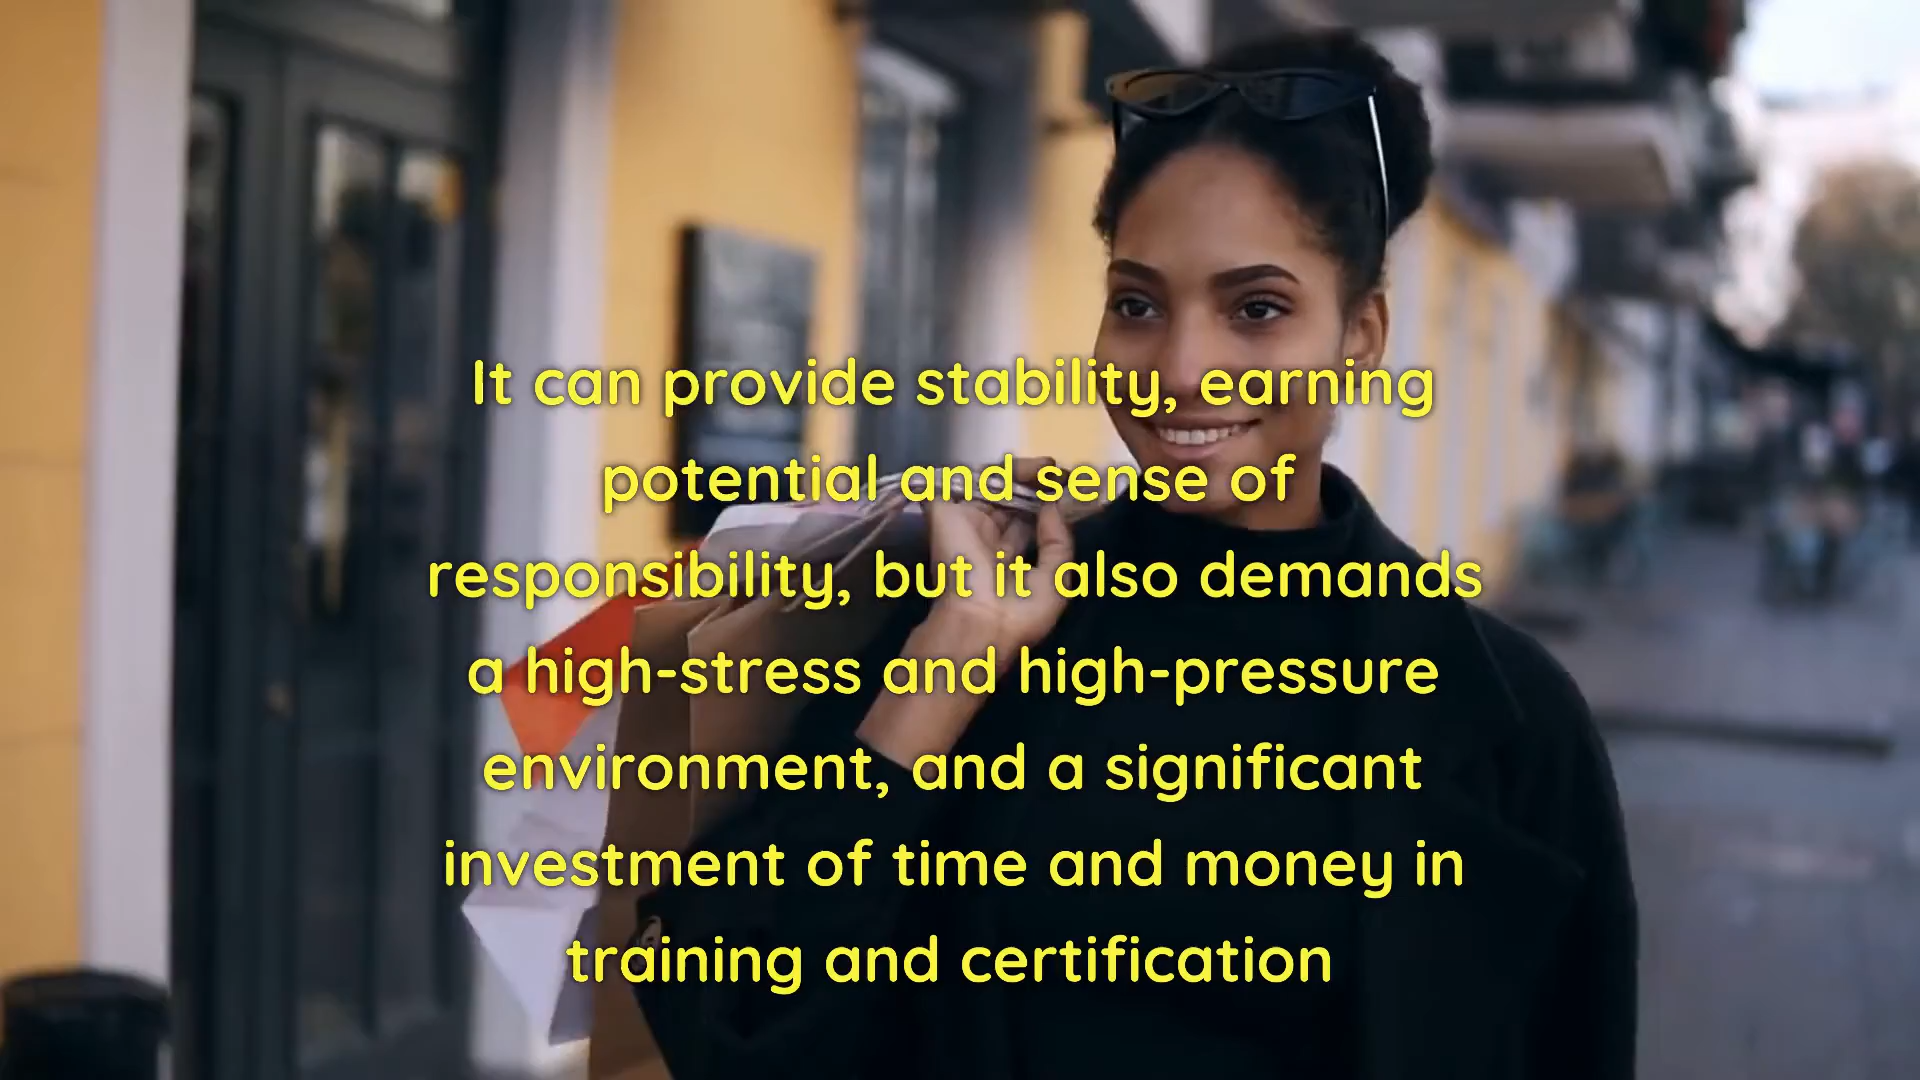 It can provide stability, earning
potential and sense of
responsibility, but it also demands
a high-stress and high-pressure
environment, and a significant
investment of time and money in
training and certification